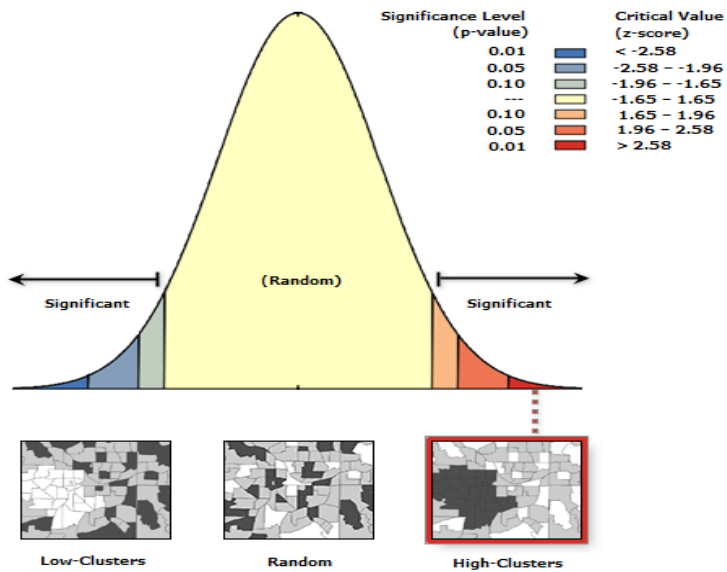 Significance Level (p-value) Critical Value (z-score)
0.01 < -2.58
0.05 -2.58 – -1.96
0.10 -1.96 – -1.65
--- -1.65 – 1.65
0.10 1.65 – 1.96
0.05 1.96 – 2.58
0.01 > 2.58
(Random)
Significant Significant
Low-Clusters Random High-Clusters